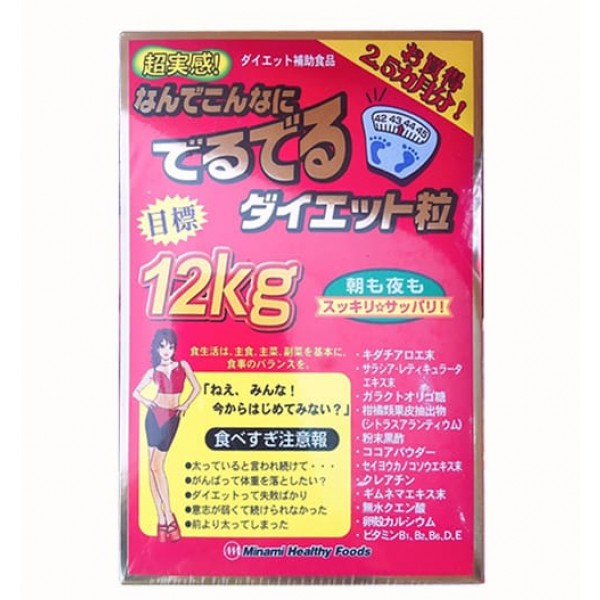 超実感!
ダイエット補助食品
お買得
2.5カ月分!
なんでこんなに
でるでる
42 43 44 45
ダイエット粒
目標
12kg
朝も夜も
スッキリ☆サッパリ!
食生活は、主食、主菜、副菜を基本に、
食事のバランスを。
「ねえ、みんな!
今からはじめてみない?」
食べすぎ注意報
●太っていると言われ続けて・・・
●がんばって体重を落としたい?
●ダイエットって失敗ばかり
●意志が弱くて続けられなかった
●前より太ってしまった
・キダチアロエ末
・サラシア・レティキュラータ
エキス末
・ガラクトオリゴ糖
・柑橘類果皮抽出物
(シトラスアランティウム)
・粉末黒酢
・ココアパウダー
・セイヨウカノコソウエキス末
・クレアチン
・ギムネマエキス末
・無水クエン酸
・卵殻カルシウム
・ビタミンB1、B2、B6、D、E
Minami Healthy Foods